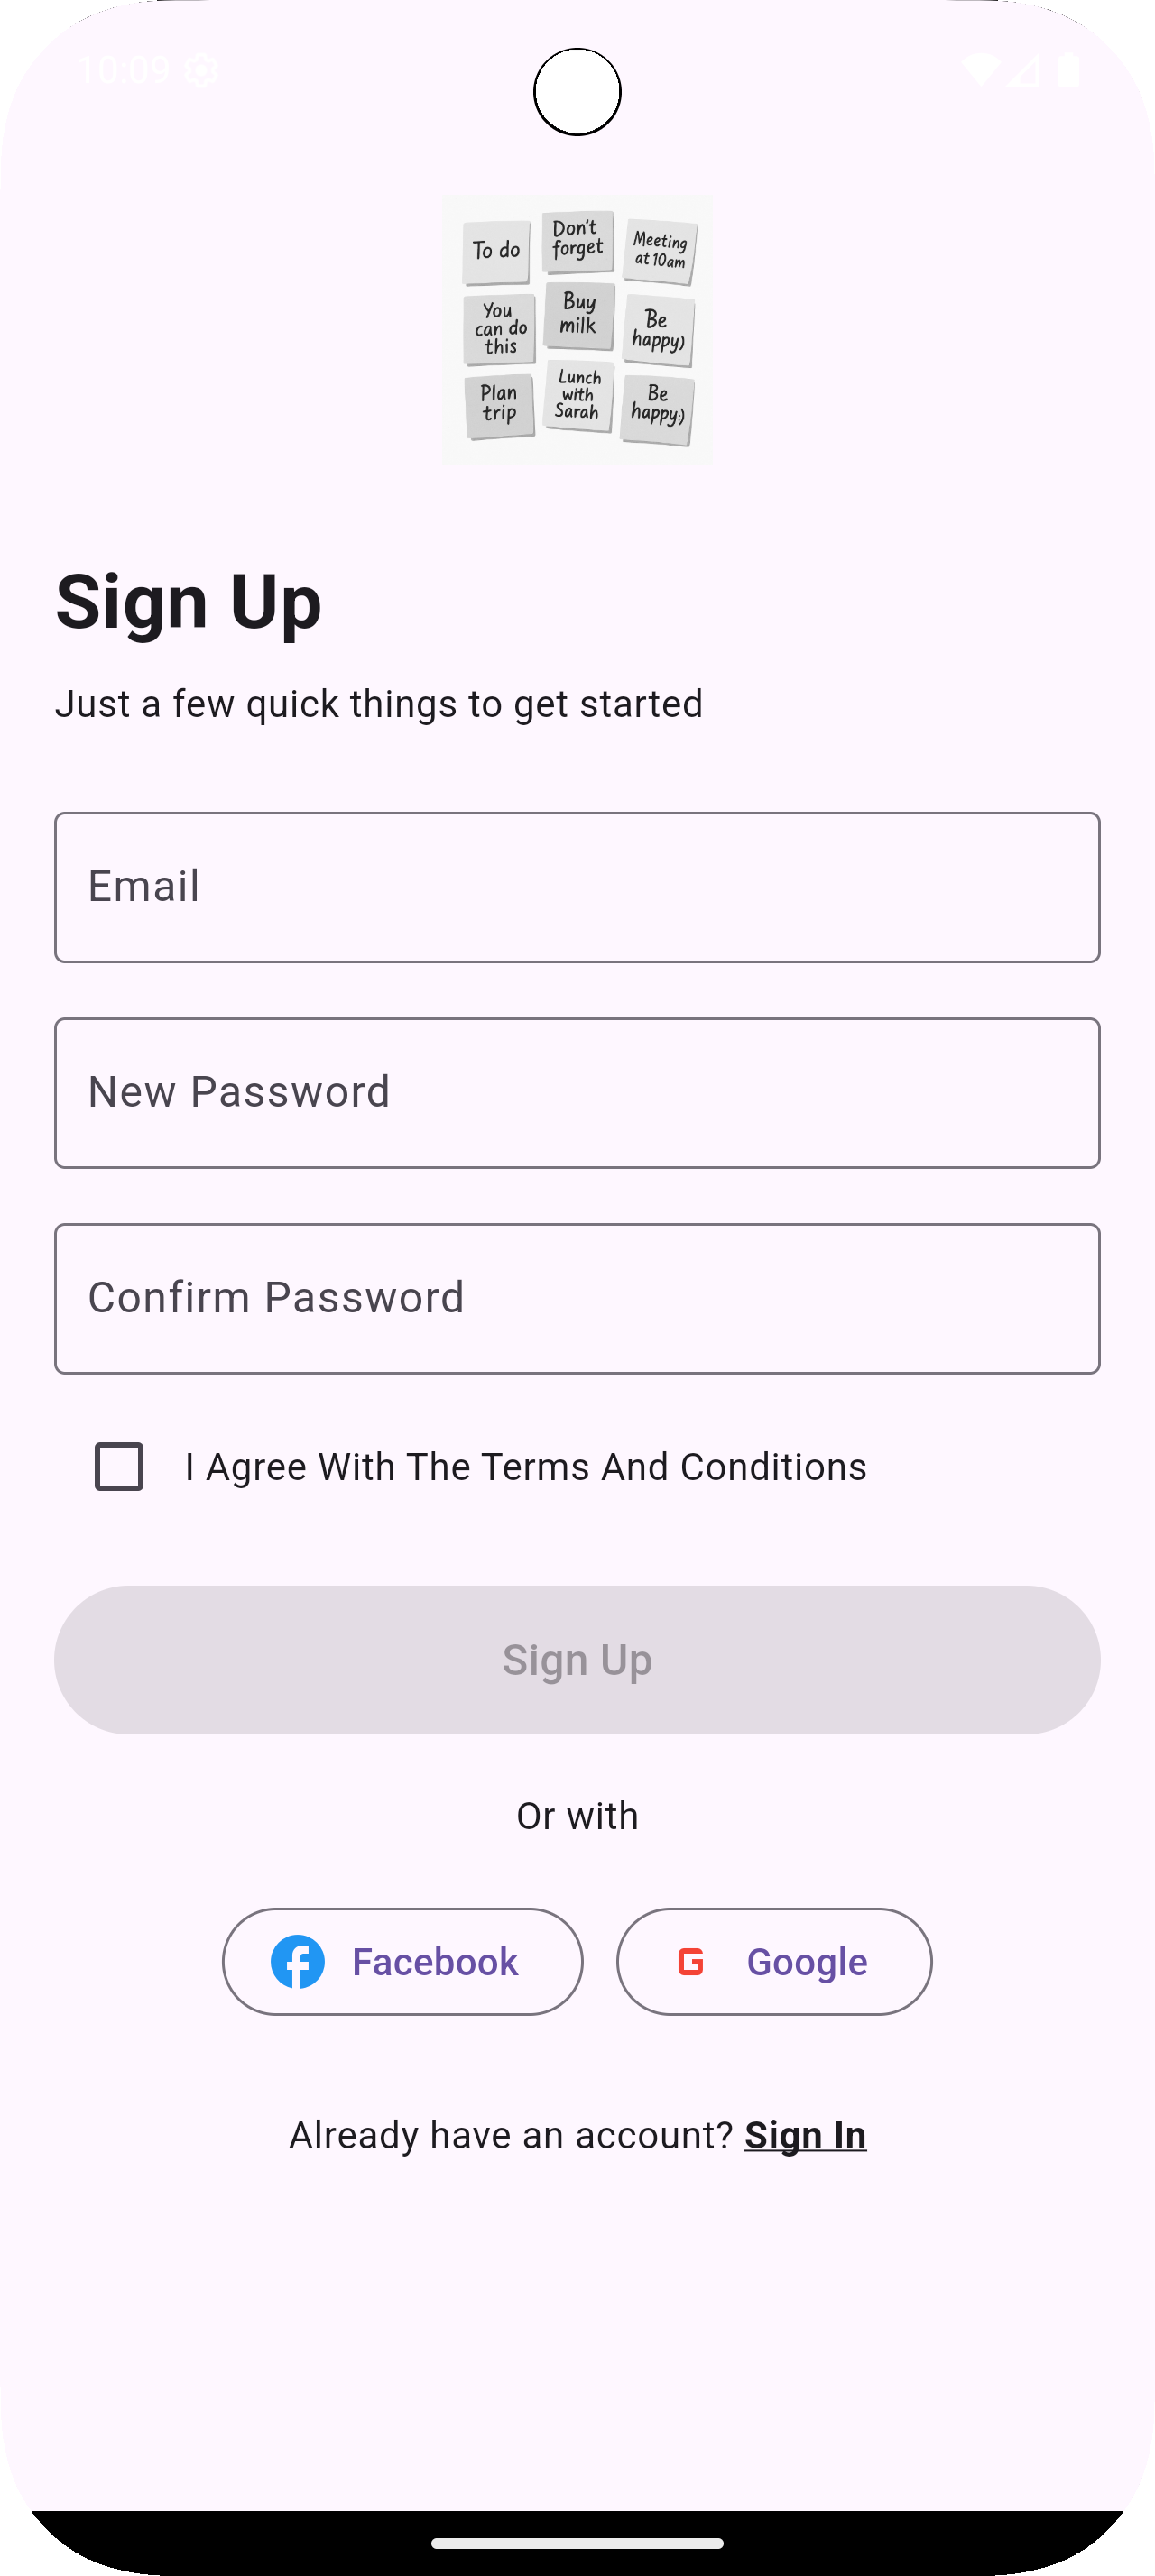 10:09
To do
Don't
forget
Meeting
at 10am
You
can do
this
Buy
milk
Be
happy)
Plan
trip
Lunch
with
Sarah
Be
happy:)
Sign Up
Just a few quick things to get started
Email
New Password
Confirm Password
I Agree With The Terms And Conditions
Sign Up
Or with
Facebook
G Google
Already have an account? Sign In